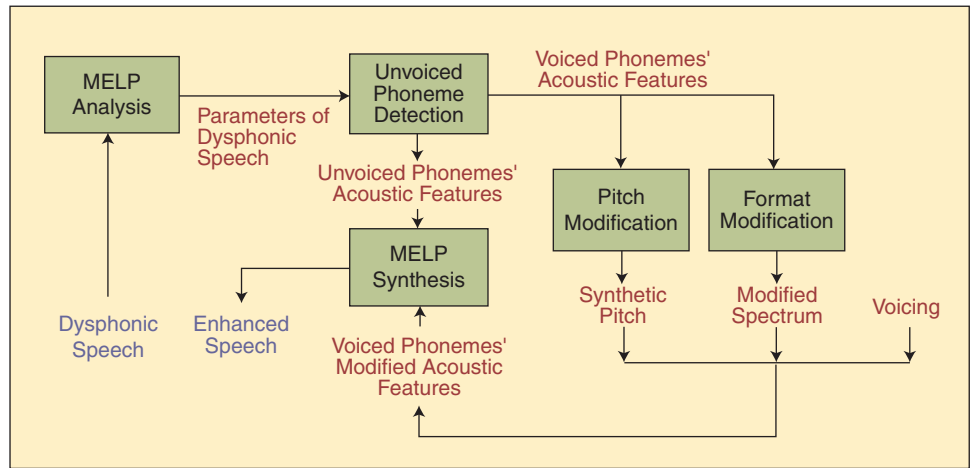 MELP
Analysis
Parameters of
Dysphonic
Speech
Unvoiced
Phoneme
Detection
Voiced Phonemes'
Acoustic Features
Unvoiced Phonemes'
Acoustic Features
Pitch
Modification
Format
Modification
MELP
Synthesis
Synthetic
Pitch
Modified
Spectrum
Voicing
Dysphonic
Speech
Enhanced
Speech
Voiced Phonemes'
Modified Acoustic
Features